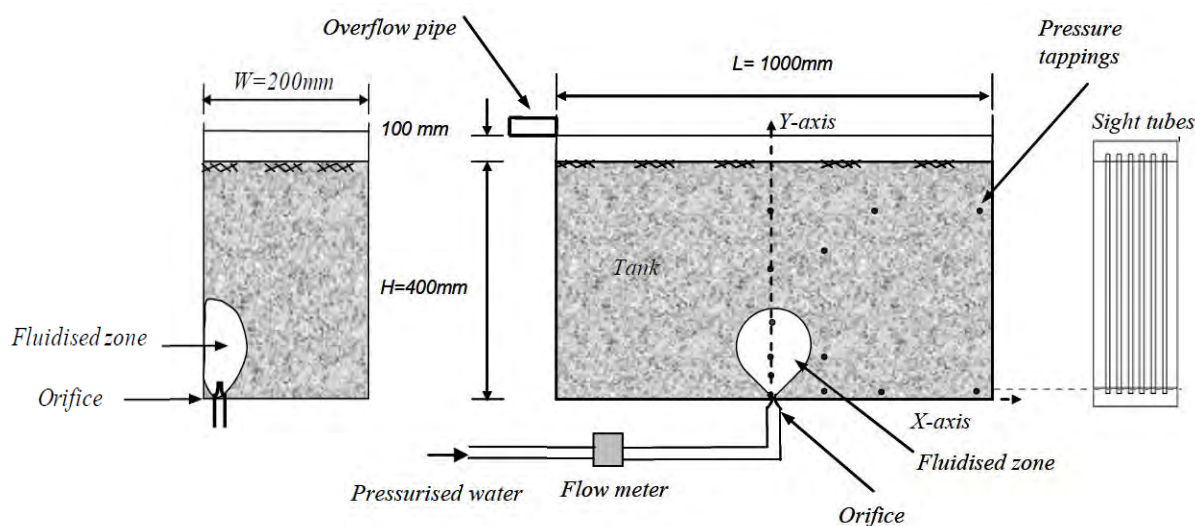 Overflow pipe
Pressure
tappings
L= 1000mm
W=200mm
100 mm
Y-axis
Sight tubes
Tank
H=400mm
Fluidised zone
Orifice
X-axis
Fluidised zone
Pressurised water
Flow meter
Orifice